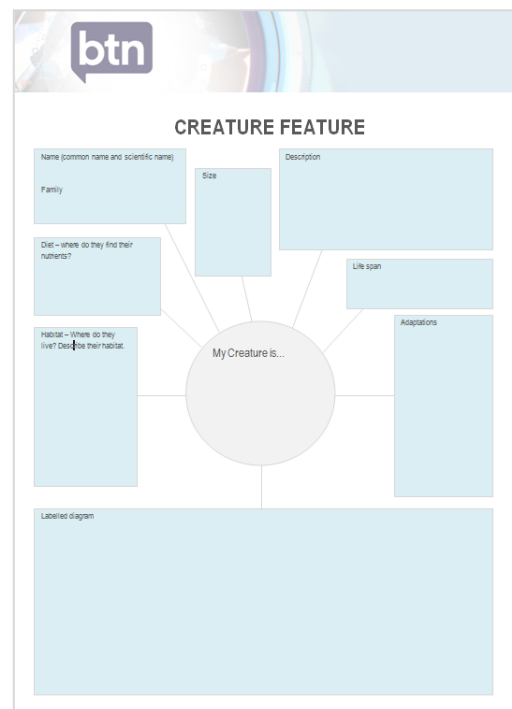 btn
CREATURE FEATURE
Name (common name and scientific name)
Family
Size
Description
Diet – where do they find their
nutrients?
Life span
Habitat – Where do they
live? Describe their habitat.
Adaptations
My Creature is...
Labelled diagram